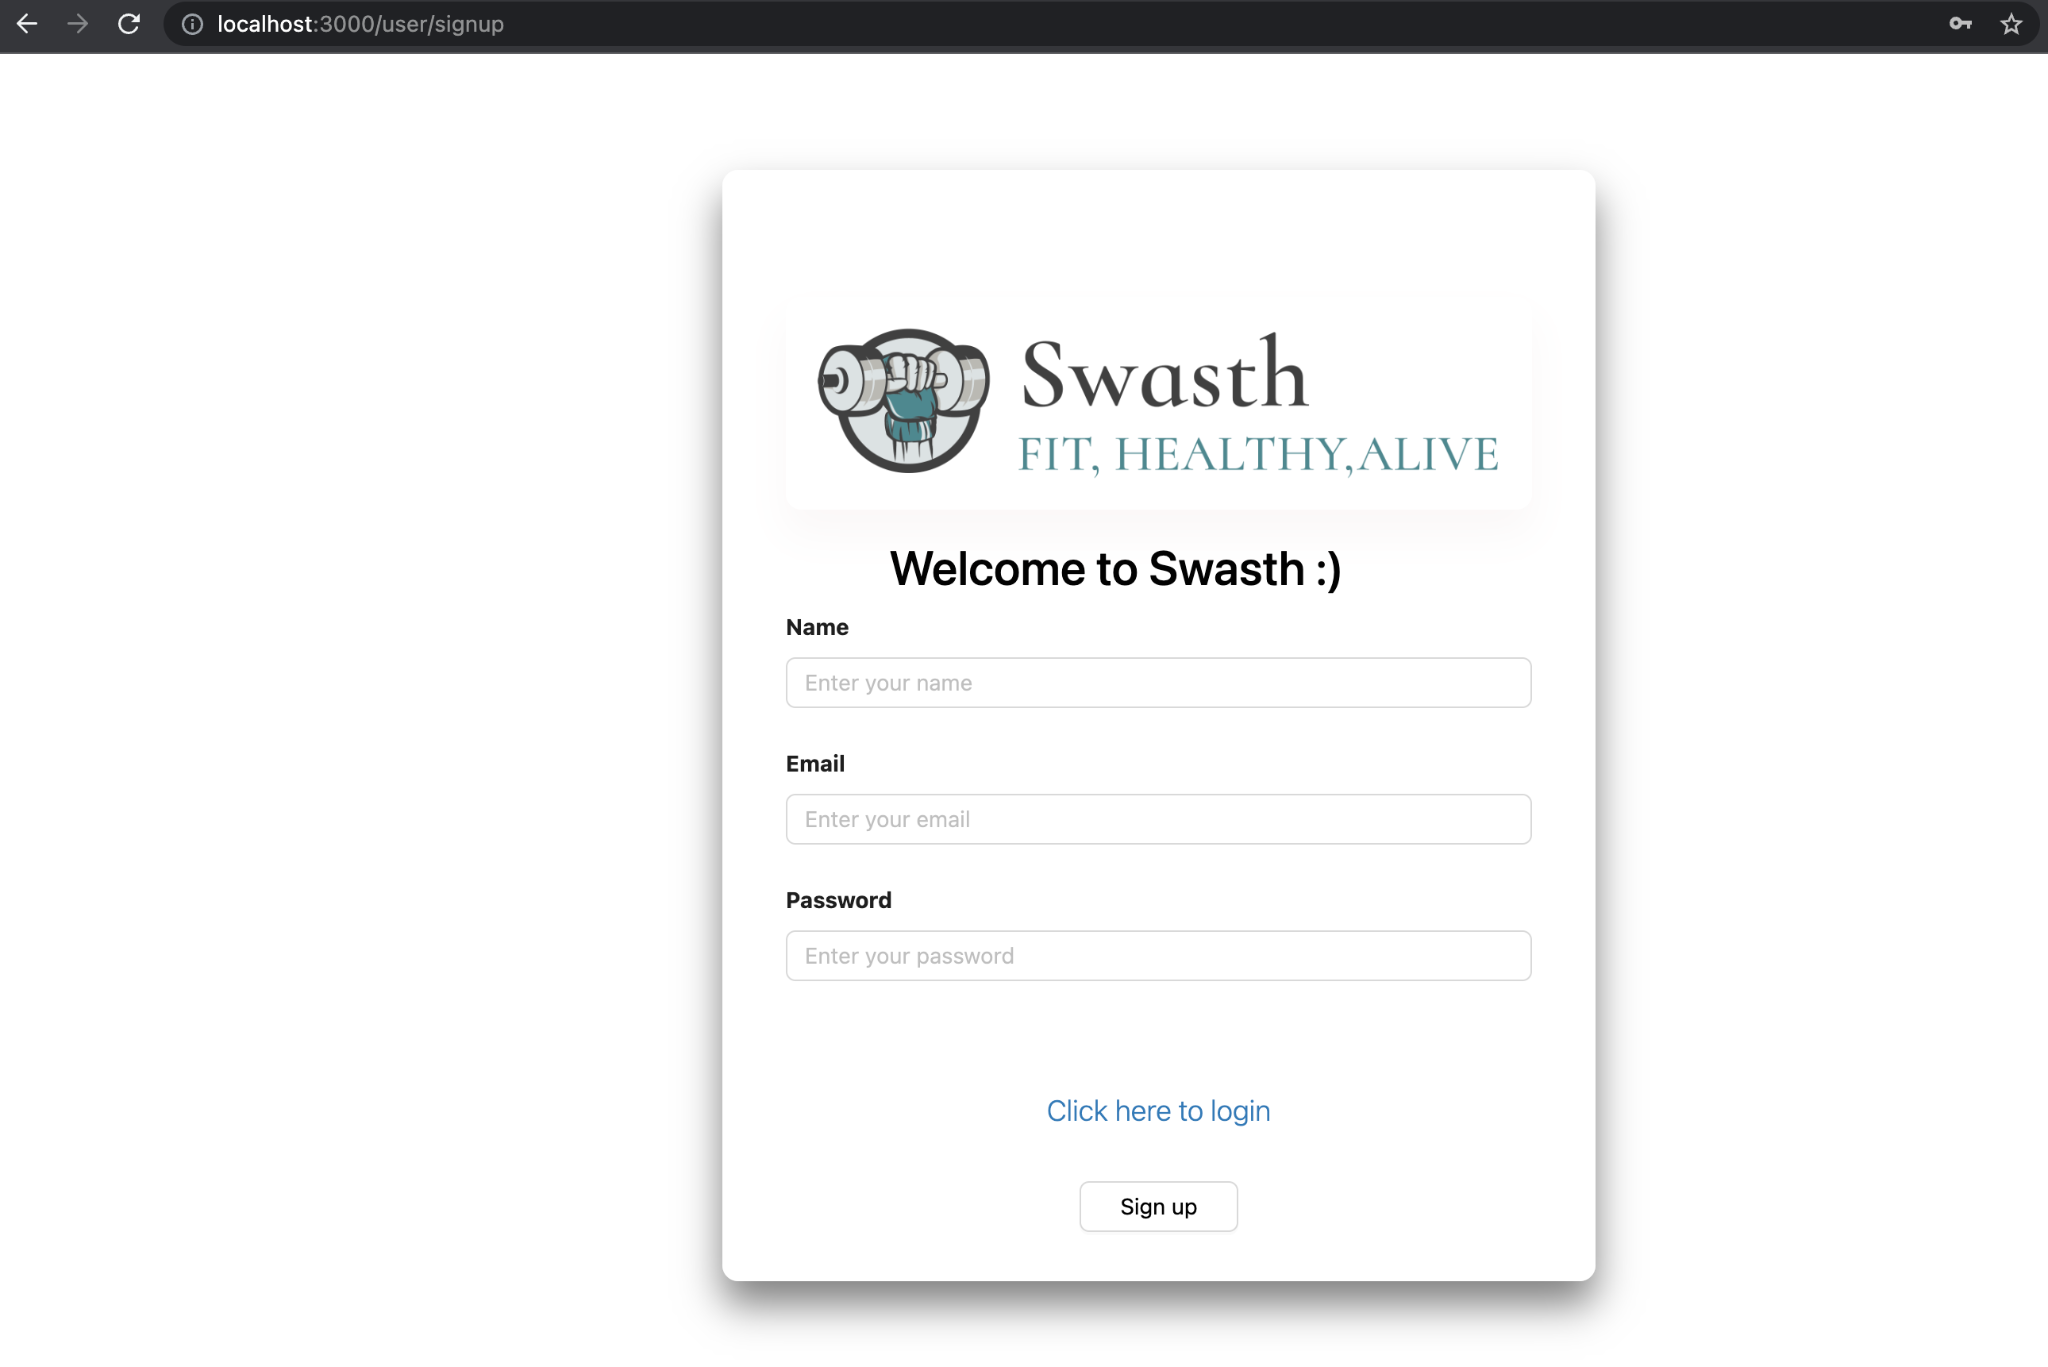 localhost:3000/user/signup
Swasth
FIT, HEALTHY,ALIVE
Welcome to Swasth :)
Name
Enter your name
Email
Enter your email
Password
Enter your password
Click here to login
Sign up